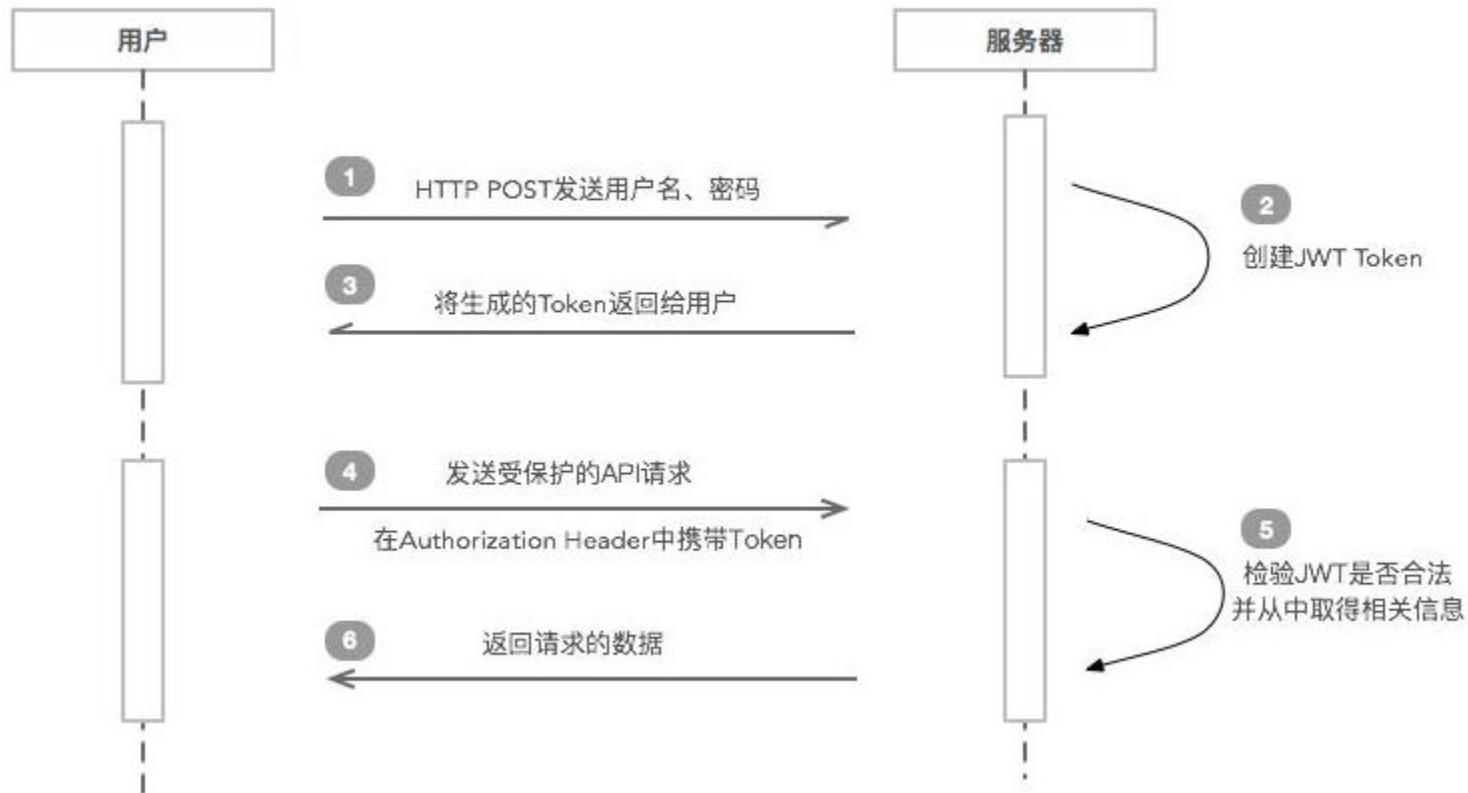 用户
服务器
1
HTTP POST发送用户名、密码
2
创建JWT Token
3
将生成的Token返回给用户
4
发送受保护的API请求
在Authorization Header中携带Token
5
检验JWT是否合法
并从中取得相关信息
6
返回请求的数据